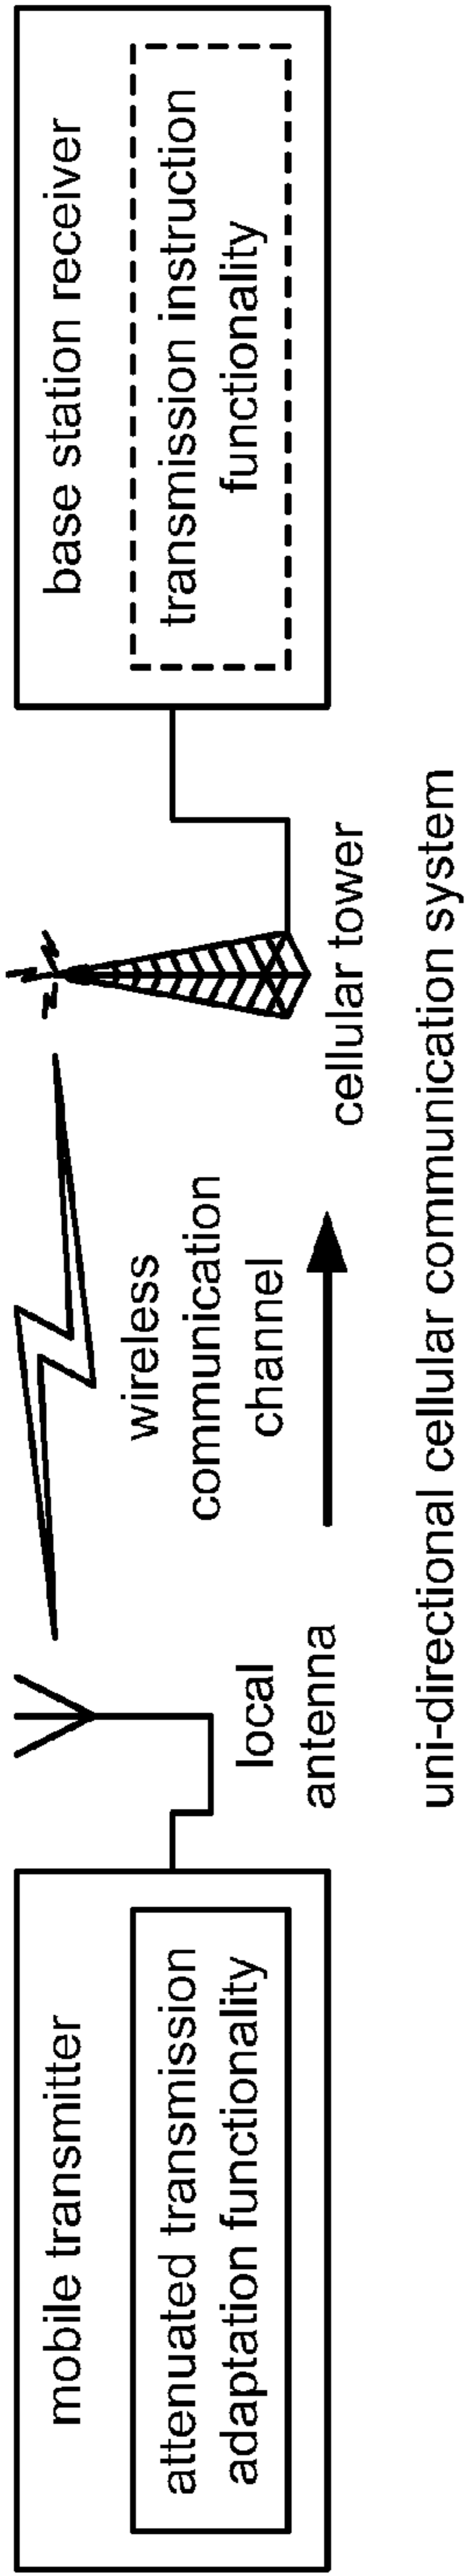 mobile transmitter
attenuated transmission
adaptation functionality
local
antenna
wireless
communication
channel
cellular tower
base station receiver
transmission instruction
functionality
uni-directional cellular communication system